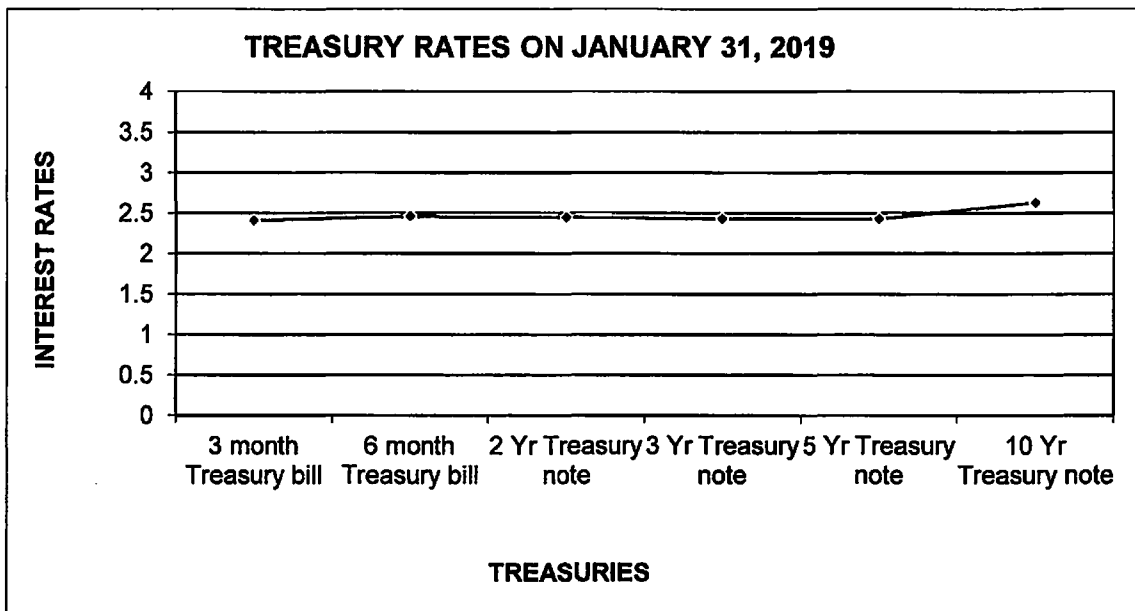 TREASURY RATES ON JANUARY 31, 2019
INTEREST RATES
4
3.5
3
2.5
2
1.5
1
0.5
0
3 month 6 month 2 Yr Treasury 3 Yr Treasury 5 Yr Treasury 10 Yr
Treasury bill Treasury bill note note note Treasury note
TREASURIES